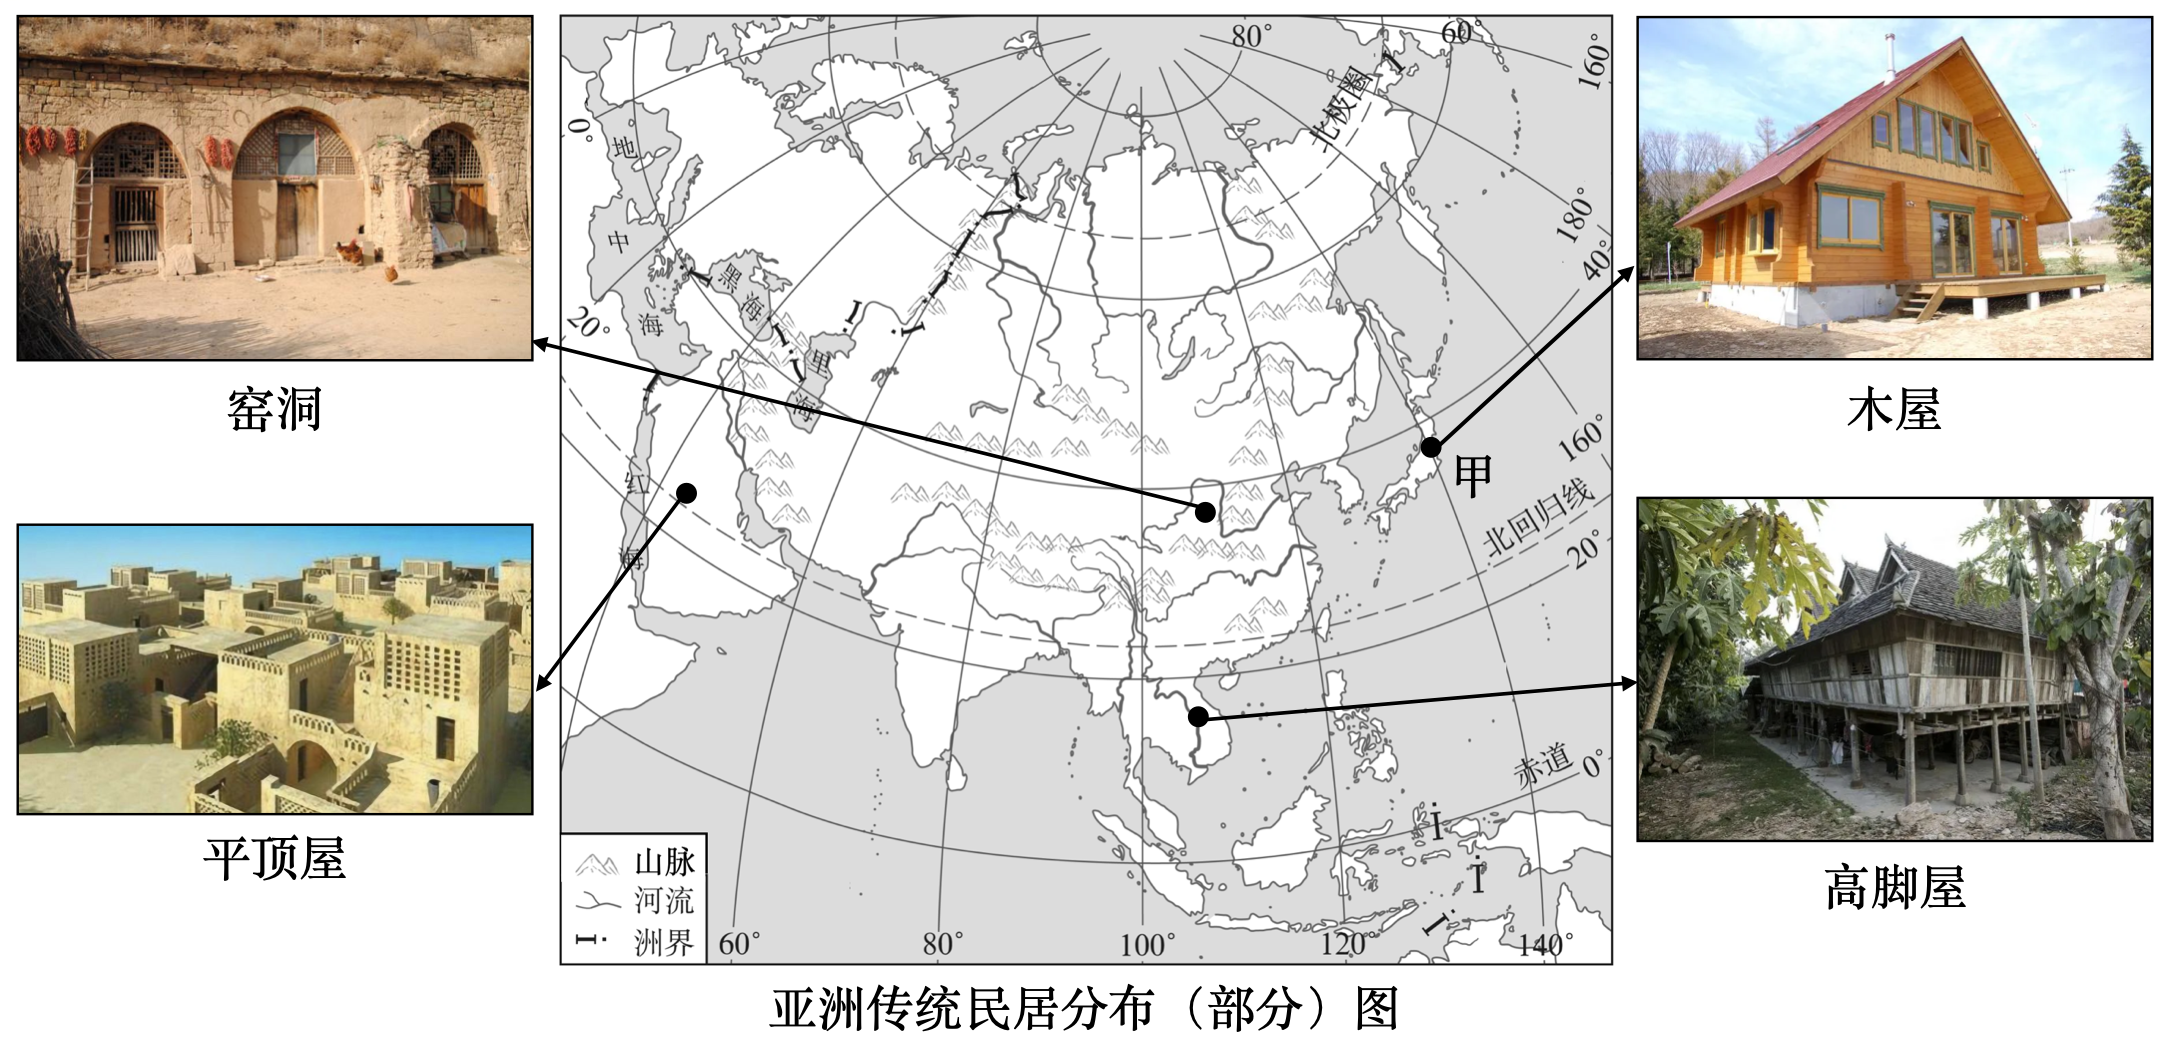 80°
60°
160°
北极圈
0°
地
中
海
黑
海
180°
40°
20°
里
海
红
海
甲
160°
北回归线
20°
赤道
0°
山脉
河流
洲界
60°
80°
100°
120°
140°
窑洞
木屋
平顶屋
高脚屋
亚洲传统民居分布（部分）图